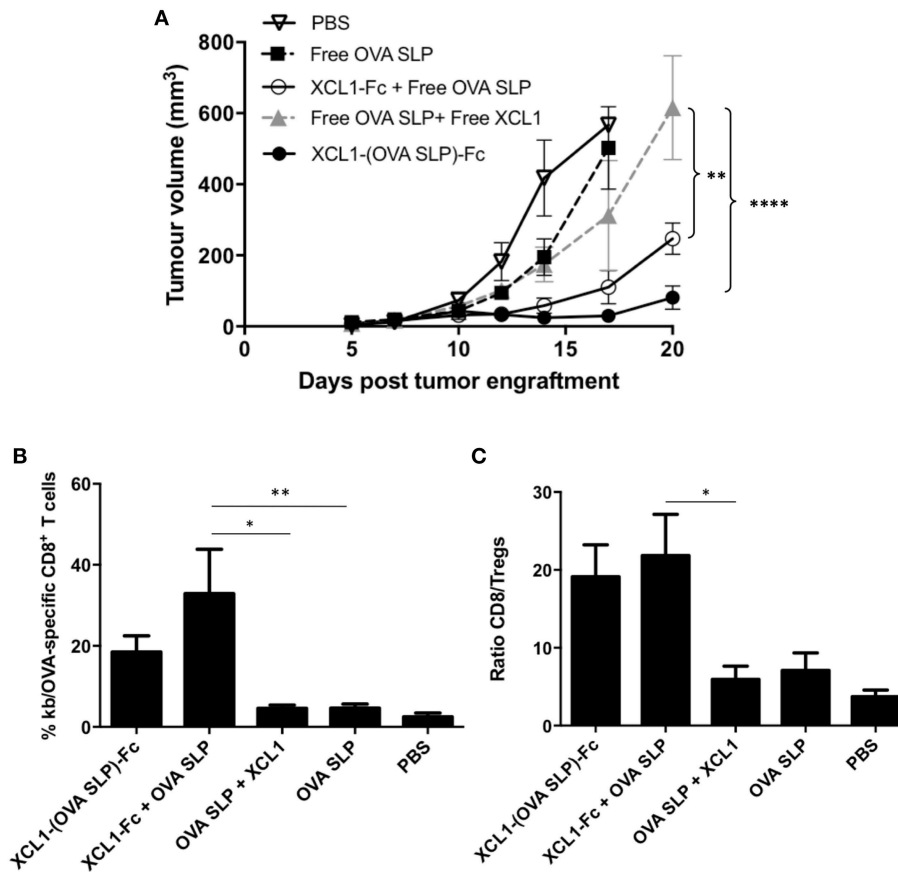 A
Tumour volume (mm³)
800
600
400
200
0
PBS
Free OVA SLP
XCL1-Fc + Free OVA SLP
Free OVA SLP+ Free XCL1
XCL1-(OVA SLP)-Fc
**
****
0 5 10 15 20
Days post tumor engraftment
B
% kb/OVA-specific CD8⁺ T cells
60
40
20
0
**
*
XCL1-(OVA SLP)-Fc
XCL1-Fc + OVA SLP
OVA SLP + XCL1
OVA SLP
PBS
C
Ratio CD8/Tregs
30
20
10
0
*
XCL1-(OVA SLP)-Fc
XCL1-Fc + OVA SLP
OVA SLP + XCL1
OVA SLP
PBS